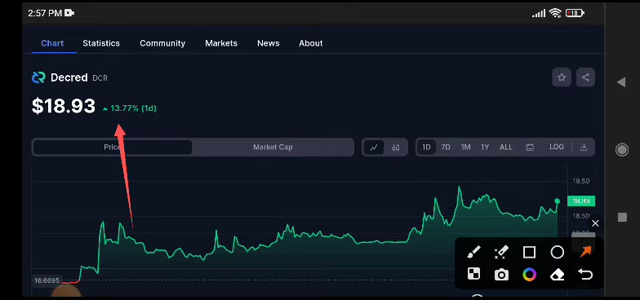 2:57 PM
18
Chart Statistics Community Markets News About
Decred DCR
$18.93 13.77% (1d)
Price Market Cap 1D 7D 1M 1Y ALL LOG
19.50
18.50